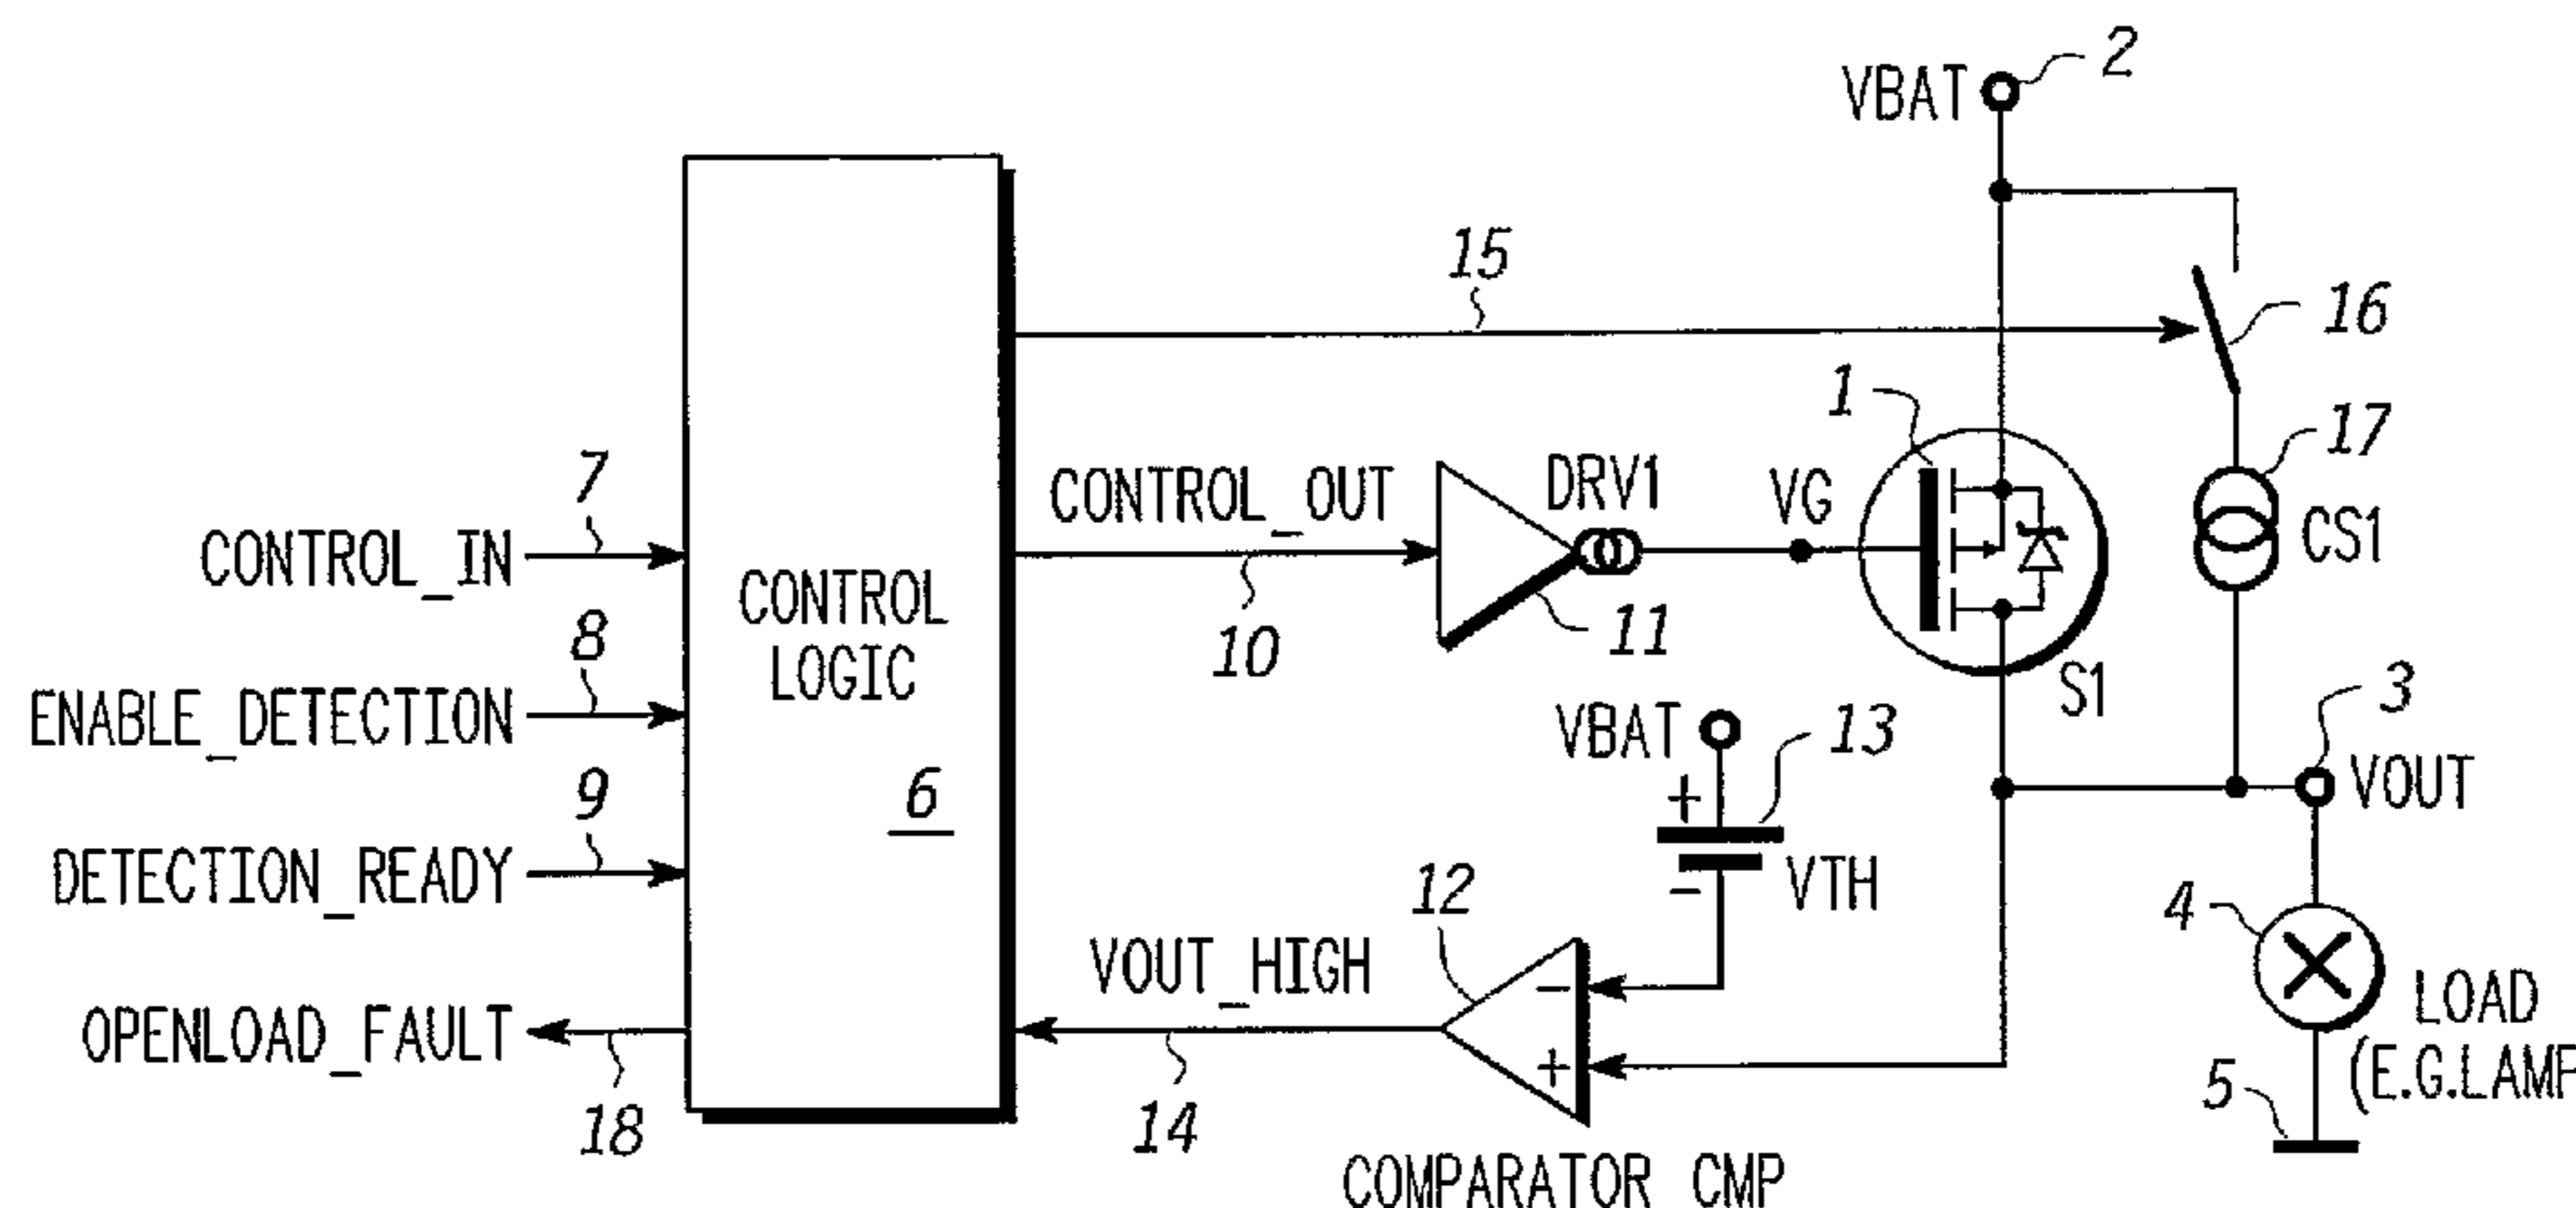 2
VBAT
15
16
1
17
7
CONTROL_OUT
DRV1
VG
CS1
CONTROL_IN
CONTROL
LOGIC
8
10
11
S1
3
ENABLE_DETECTION
VBAT
13
9
6
+
VOUT
DETECTION_READY
12
-
VTH
4
VOUT_HIGH
-
LOAD
OPENLOAD_FAULT
+
(E.G.LAMP
5
18
14
COMPARATOR CMP